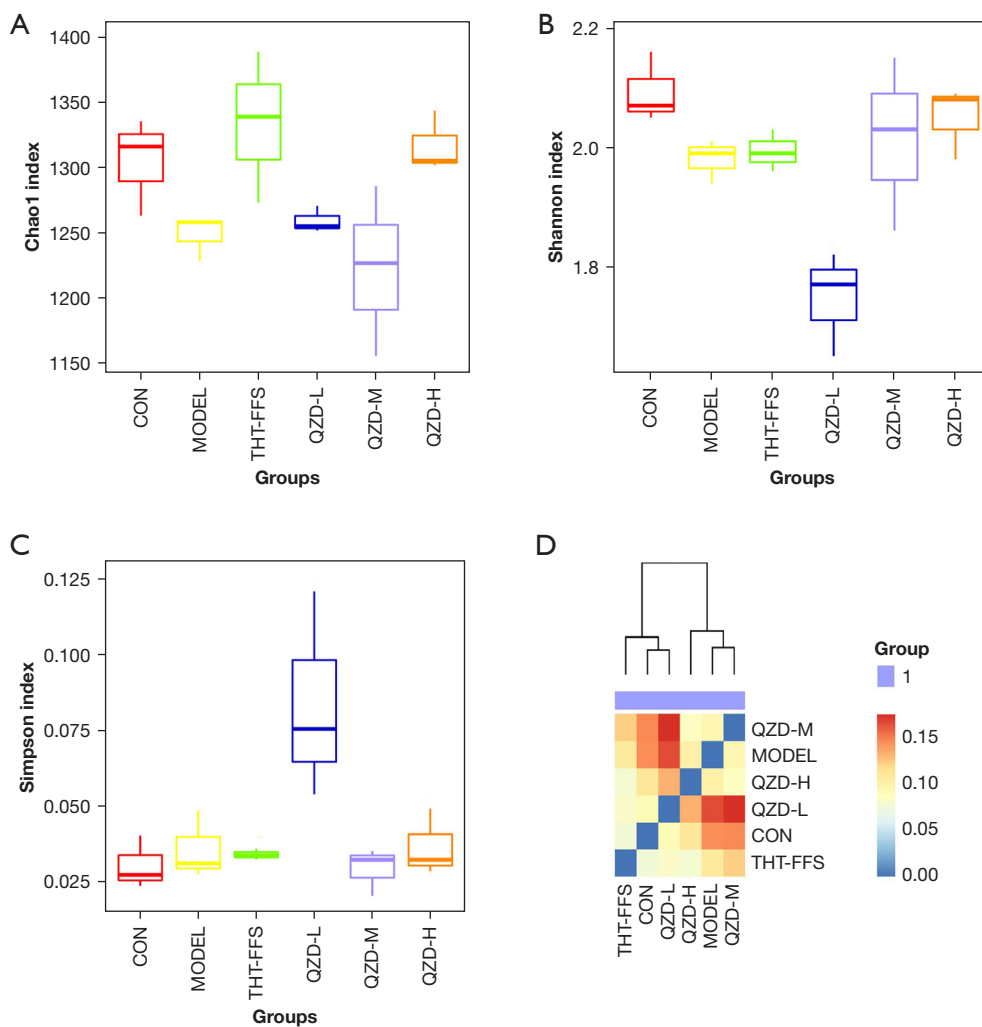 A
Chao1 index
1400
1350
1300
1250
1200
1150
CON
MODEL
THT-FFS
QZD-L
QZD-M
QZD-H
Groups
B
Shannon index
2.2
2.0
1.8
CON
MODEL
THT-FFS
QZD-L
QZD-M
QZD-H
Groups
C
Simpson index
0.125
0.100
0.075
0.050
0.025
CON
MODEL
THT-FFS
QZD-L
QZD-M
QZD-H
Groups
D
QZD-M
MODEL
QZD-H
QZD-L
CON
THT-FFS
THT-FFS
CON
QZD-L
QZD-H
MODEL
QZD-M
Group
1
0.15
0.10
0.05
0.00